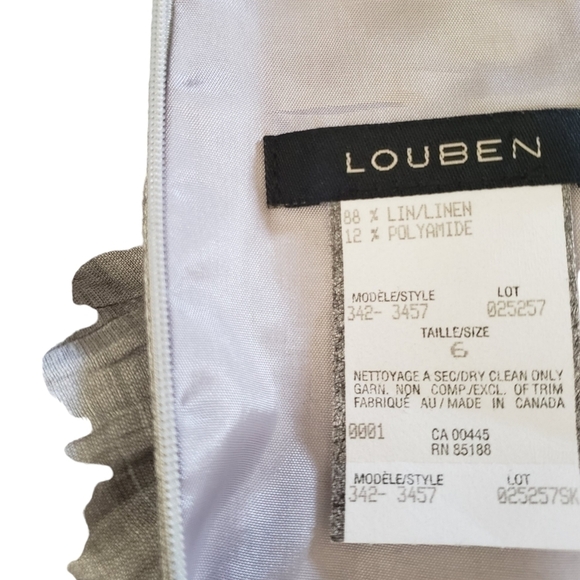 LOUBEN
88 % LIN/LINEN
12 % POLYAMIDE
MODÈLE/STYLE LOT
342- 3457 025257
TAILLE/SIZE
6
NETTOYAGE A SEC/DRY CLEAN ONLY
GARN. NON COMP./EXCL. OF TRIM
FABRIQUÉ AU/MADE IN CANADA
0001 CA 00445
RN 85188
MODÈLE/STYLE LOT
342- 3457 025257SK